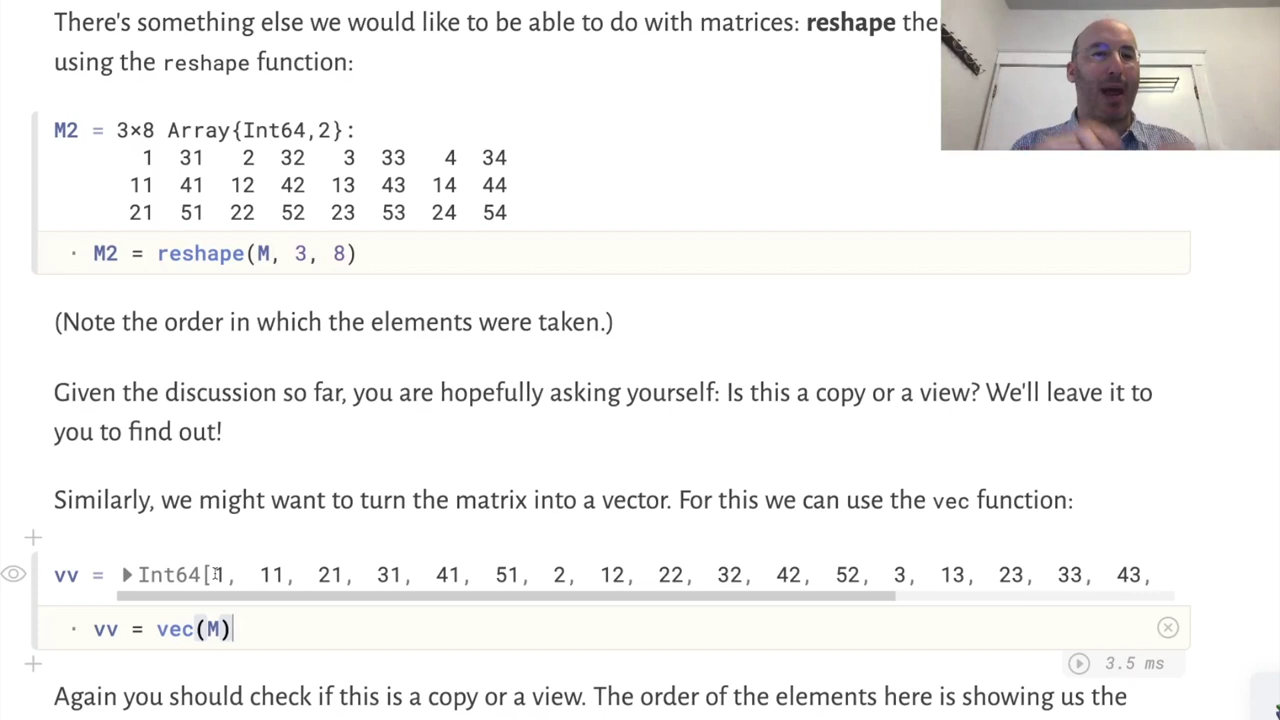 There's something else we would like to be able to do with matrices: reshape the
using the reshape function:
M2 = 3×8 Array{Int64,2}:
1 31 2 32 3 33 4 34
11 41 12 42 13 43 14 44
21 51 22 52 23 53 24 54
· M2 = reshape(M, 3, 8)
(Note the order in which the elements were taken.)
Given the discussion so far, you are hopefully asking yourself: Is this a copy or a view? We'll leave it to
you to find out!
Similarly, we might want to turn the matrix into a vector. For this we can use the vec function:
vv = Int64[1, 11, 21, 31, 41, 51, 2, 12, 22, 32, 42, 52, 3, 13, 23, 33, 43,
· vv = vec(M)
3.5 ms
Again you should check if this is a copy or a view. The order of the elements here is showing us the